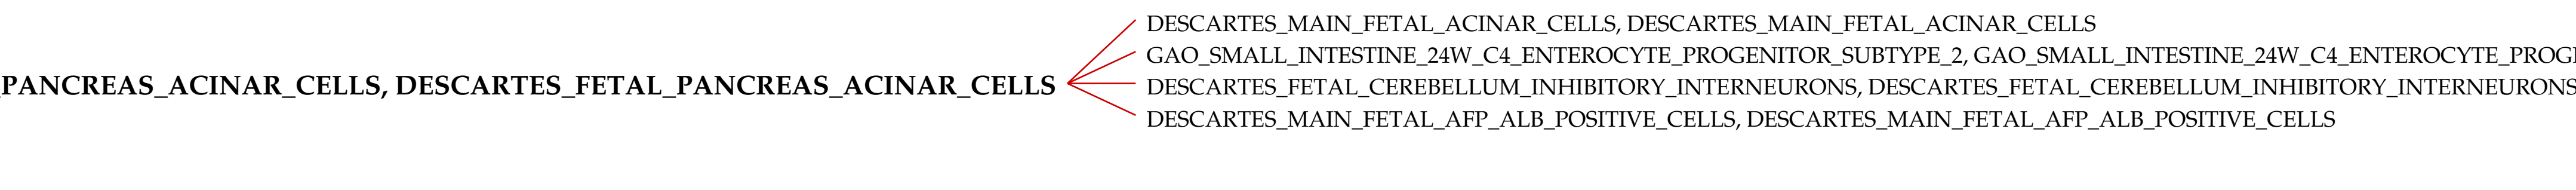 DESCARTES_MAIN_FETAL_ACINAR_CELLS, DESCARTES_MAIN_FETAL_ACINAR_CELLS
GAO_SMALL_INTESTINE_24W_C4_ENTEROCYTE_PROGENITOR_SUBTYPE_2, GAO_SMALL_INTESTINE_24W_C4_ENTEROCYTE_PROG
PANCREAS_ACINAR_CELLS, DESCARTES_FETAL_PANCREAS_ACINAR_CELLS
DESCARTES_FETAL_CEREBELLUM_INHIBITORY_INTERNEURONS, DESCARTES_FETAL_CEREBELLUM_INHIBITORY_INTERNEURONS
DESCARTES_MAIN_FETAL_AFP_ALB_POSITIVE_CELLS, DESCARTES_MAIN_FETAL_AFP_ALB_POSITIVE_CELLS